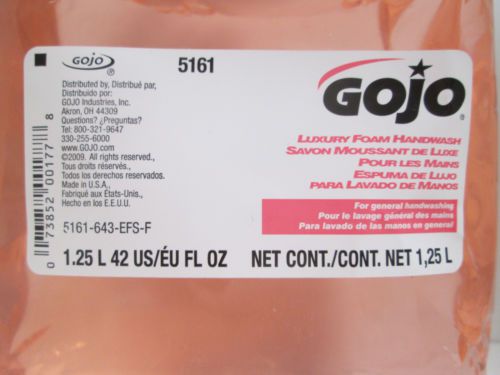 GOJO
5161
Distributed by, Distribué par,
Distribuido por:
GOJO Industries, Inc.
Akron, OH 44309
Questions? ¿Preguntas?
Tel: 800-321-9647
330-255-6000
www.GOJO.com
©2009. All rights reserved.
Tous droits réservés.
Todos los derechos reservados.
Made in U.S.A.
Fabriqué aux États-Unis.
Hecho en los E.E.U.U.
0 73852 00177 8
5161-643-EFS-F
GOJO®
LUXURY FOAM HANDWASH
SAVON MOUSSANT DE LUXE
POUR LES MAINS
ESPUMA DE LUJO
PARA LAVADO DE MANOS
For general handwashing
Pour le lavage général des mains
Para lavado de las manos en general
1.25 L 42 US/ÉU FL OZ NET CONT./CONT. NET 1,25 L